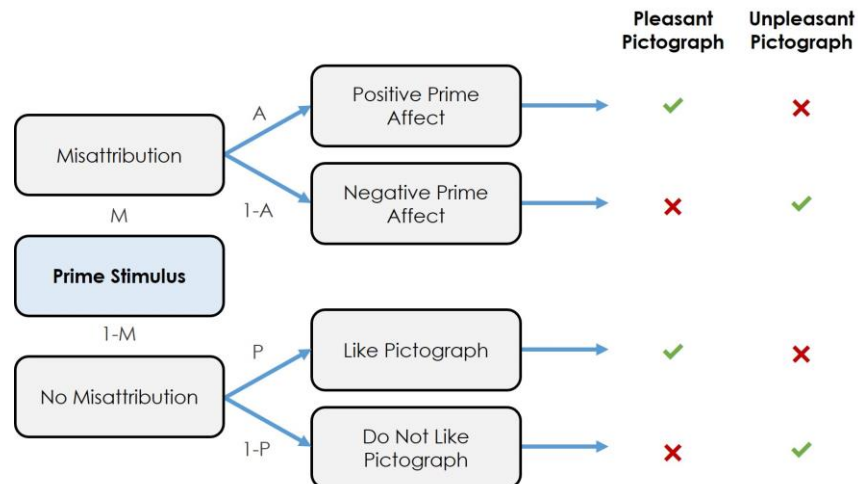 Pleasant
Pictograph
Unpleasant
Pictograph
Misattribution
A
Positive Prime
Affect
1-A
Negative Prime
Affect
M
Prime Stimulus
1-M
No Misattribution
P
Like Pictograph
1-P
Do Not Like
Pictograph